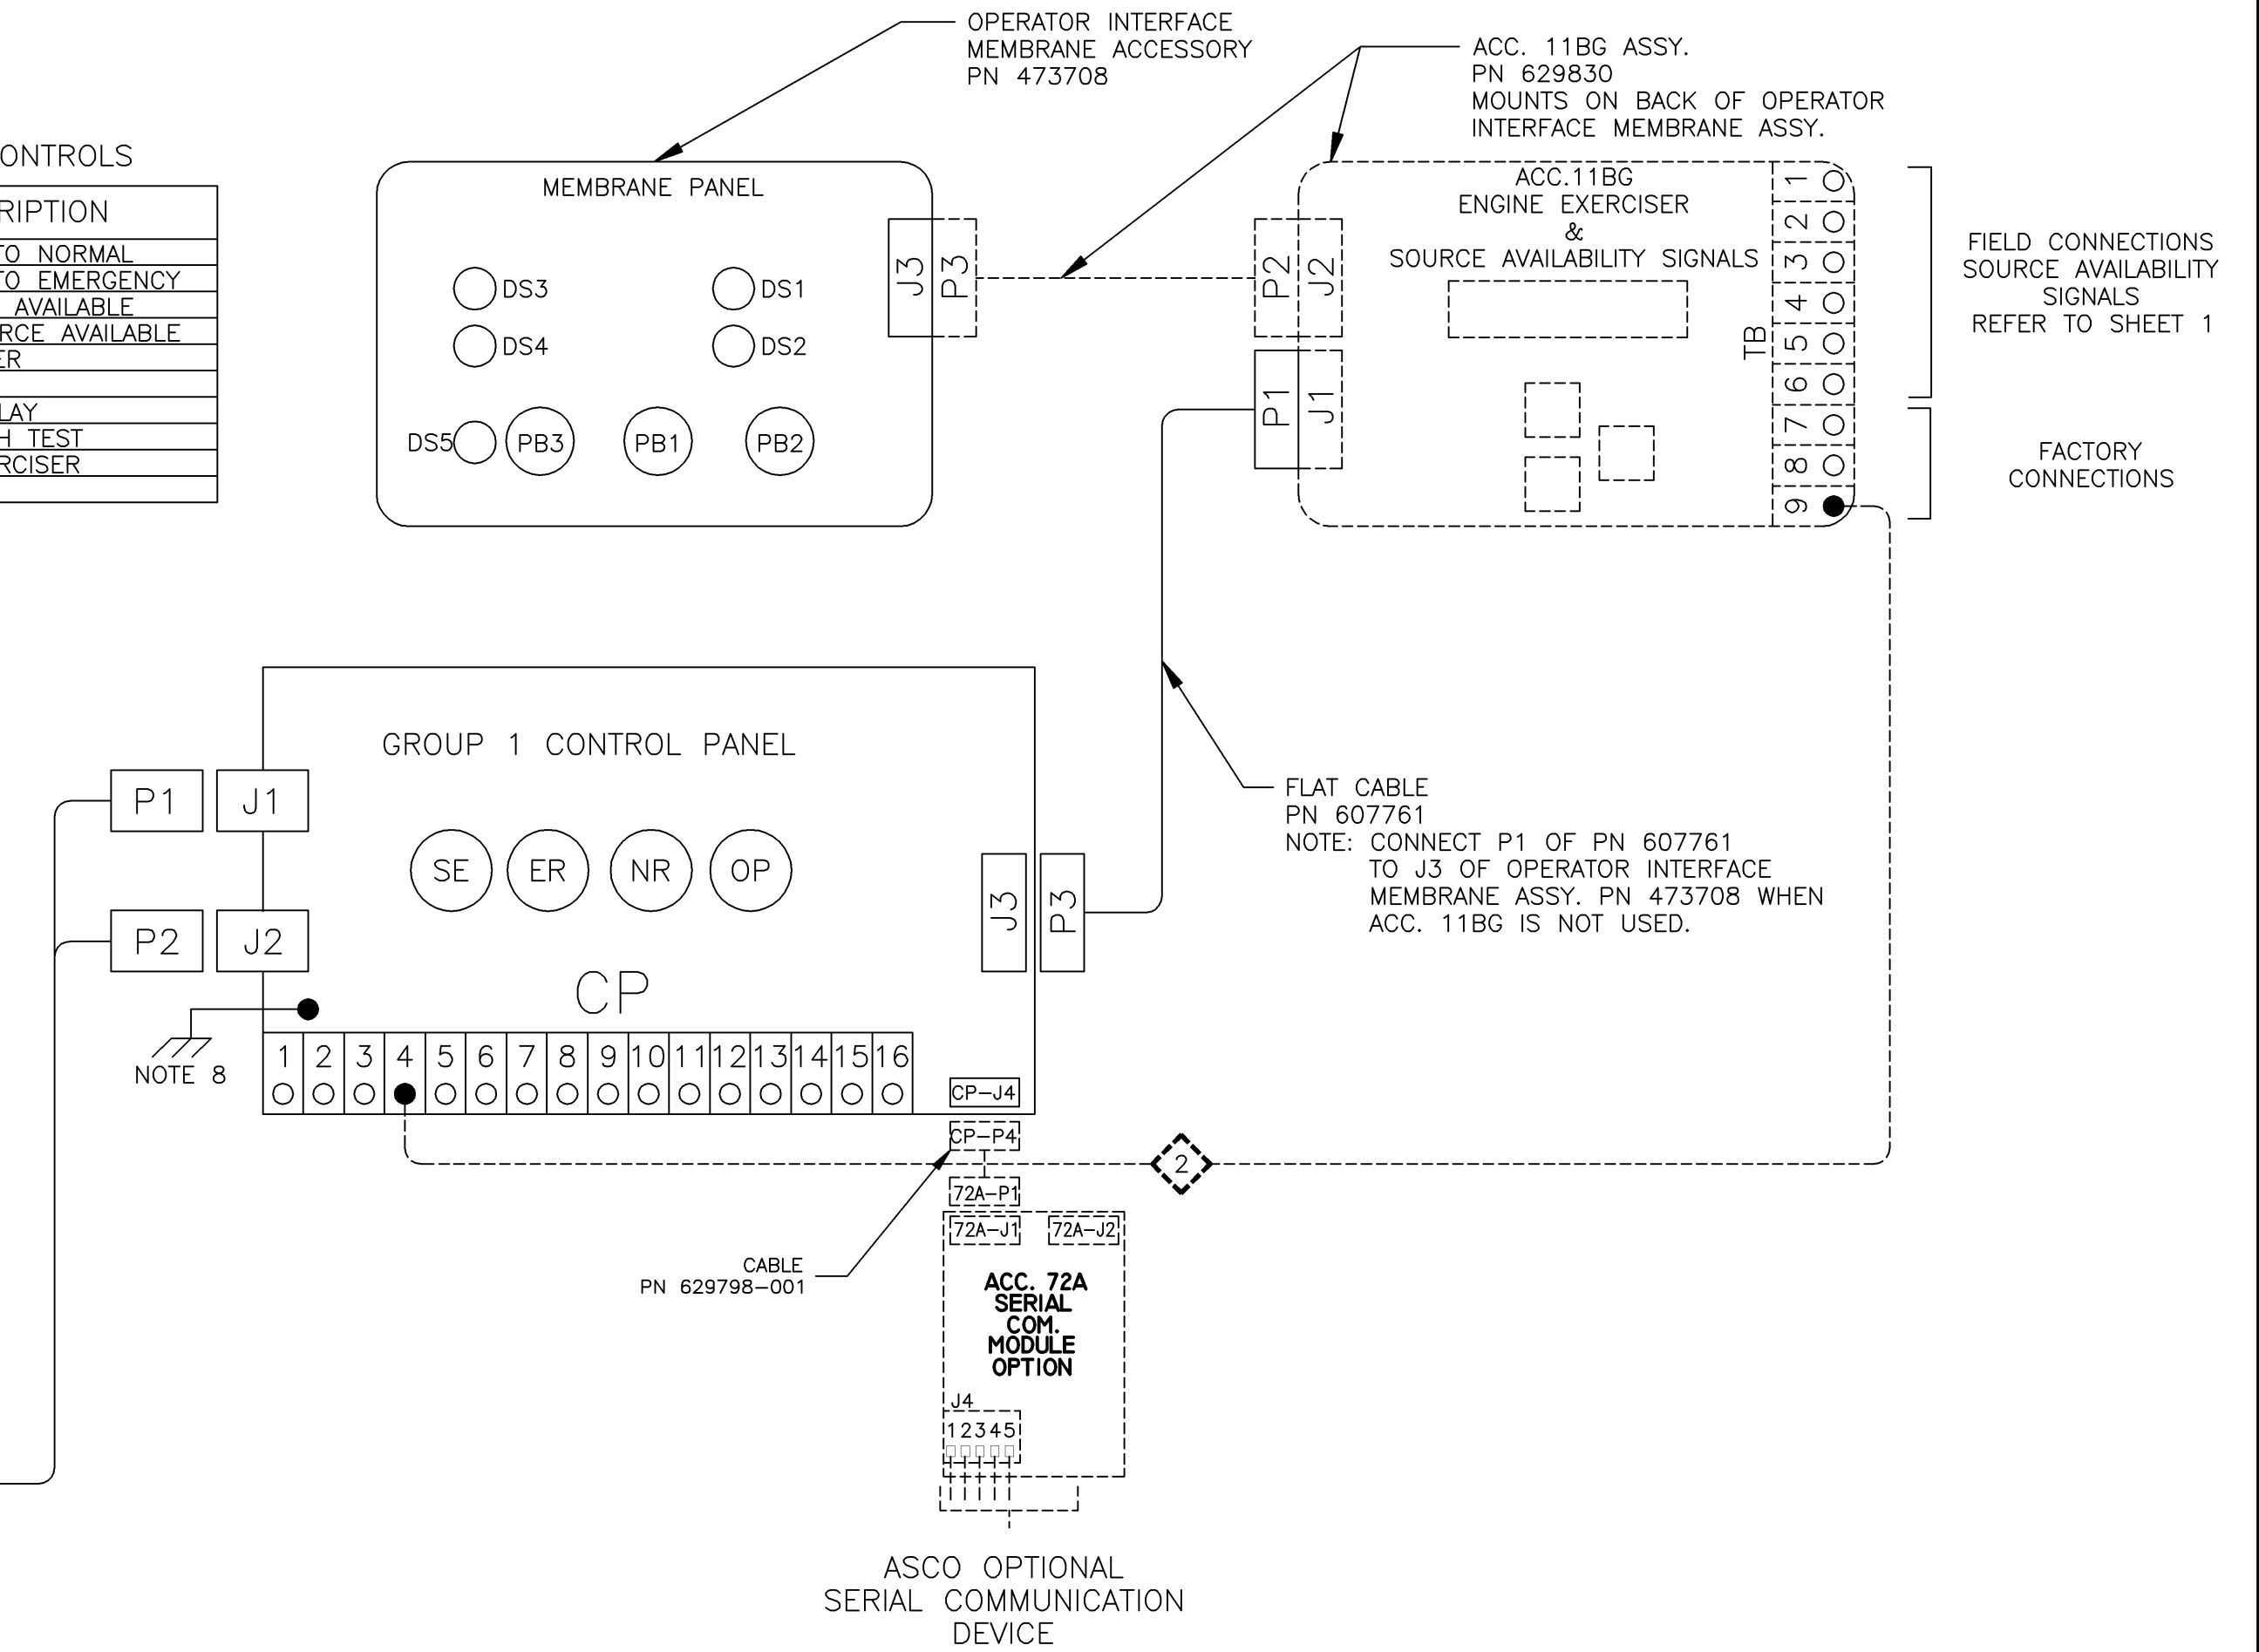 OPERATOR INTERFACE
MEMBRANE ACCESSORY
PN 473708
ACC. 11BG ASSY.
PN 629830
MOUNTS ON BACK OF OPERATOR
INTERFACE MEMBRANE ASSY.
ONTROLS
RIPTION
TO NORMAL
TO EMERGENCY
AVAILABLE
RCE AVAILABLE
ER
LAY
H TEST
RCISER
MEMBRANE PANEL
DS3
DS1
DS4
DS2
DS5
PB3
PB1
PB2
J3
P3
P2
J2
P1
J1
ACC.11BG
ENGINE EXERCISER
&
SOURCE AVAILABILITY SIGNALS
TB
1
2
3
4
5
6
7
8
9
FIELD CONNECTIONS
SOURCE AVAILABILITY
SIGNALS
REFER TO SHEET 1
FACTORY
CONNECTIONS
GROUP 1 CONTROL PANEL
P1
J1
SE
ER
NR
OP
P2
J2
J3
P3
CP
NOTE 8
1 2 3 4 5 6 7 8 9 10 11 12 13 14 15 16
FLAT CABLE
PN 607761
NOTE: CONNECT P1 OF PN 607761
TO J3 OF OPERATOR INTERFACE
MEMBRANE ASSY. PN 473708 WHEN
ACC. 11BG IS NOT USED.
CP-J4
CP-P4
2
72A-P1
72A-J1
72A-J2
CABLE
PN 629798-001
ACC. 72A
SERIAL
COM.
MODULE
OPTION
J4
12345
ASCO OPTIONAL
SERIAL COMMUNICATION
DEVICE